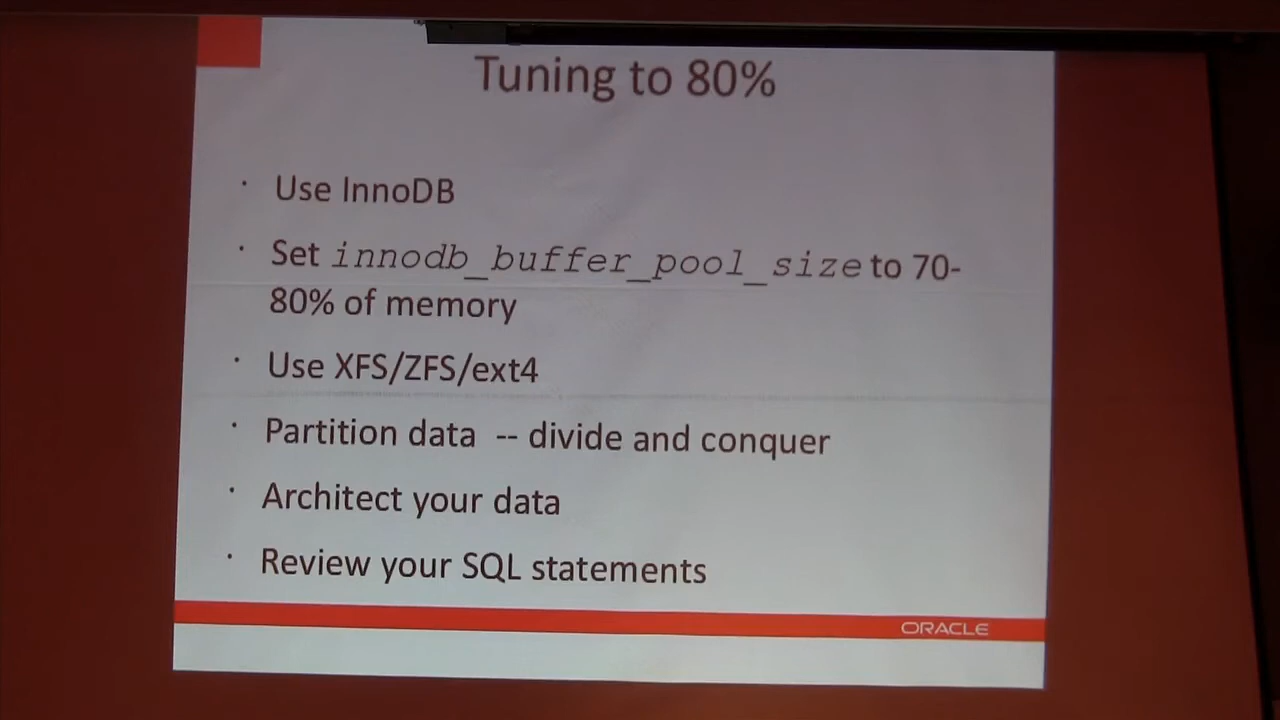 Tuning to 80%
· Use InnoDB
· Set innodb_buffer_pool_size to 70-
80% of memory
· Use XFS/ZFS/ext4
· Partition data -- divide and conquer
· Architect your data
· Review your SQL statements
ORACLE